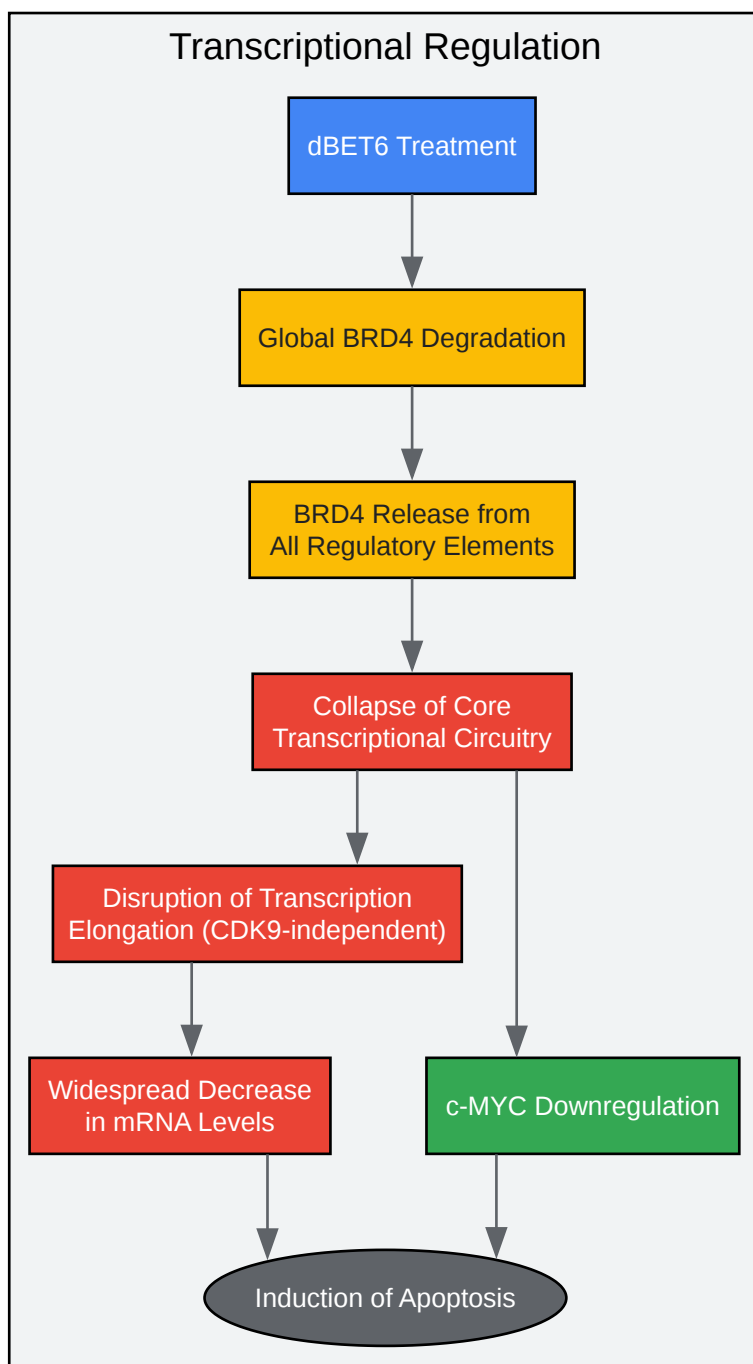 Transcriptional Regulation
dBET6 Treatment
Global BRD4 Degradation
BRD4 Release from
All Regulatory Elements
Collapse of Core
Transcriptional Circuitry
Disruption of Transcription
Elongation (CDK9-independent)
Widespread Decrease
in mRNA Levels
c-MYC Downregulation
Induction of Apoptosis